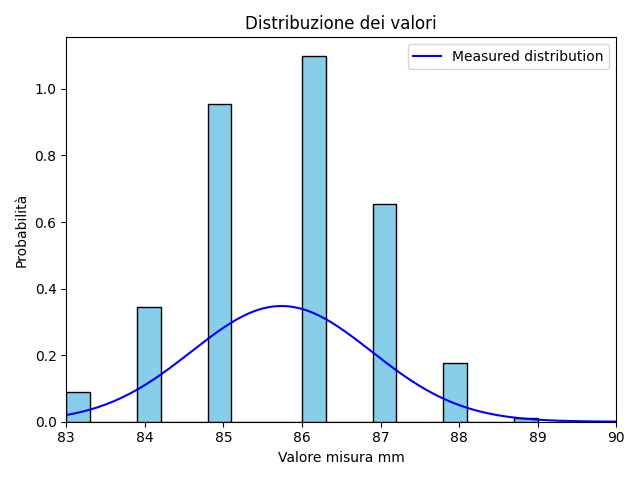 Distribuzione dei valori
Measured distribution
Probabilità
1.0
0.8
0.6
0.4
0.2
0.0
83 84 85 86 87 88 89 90
Valore misura mm